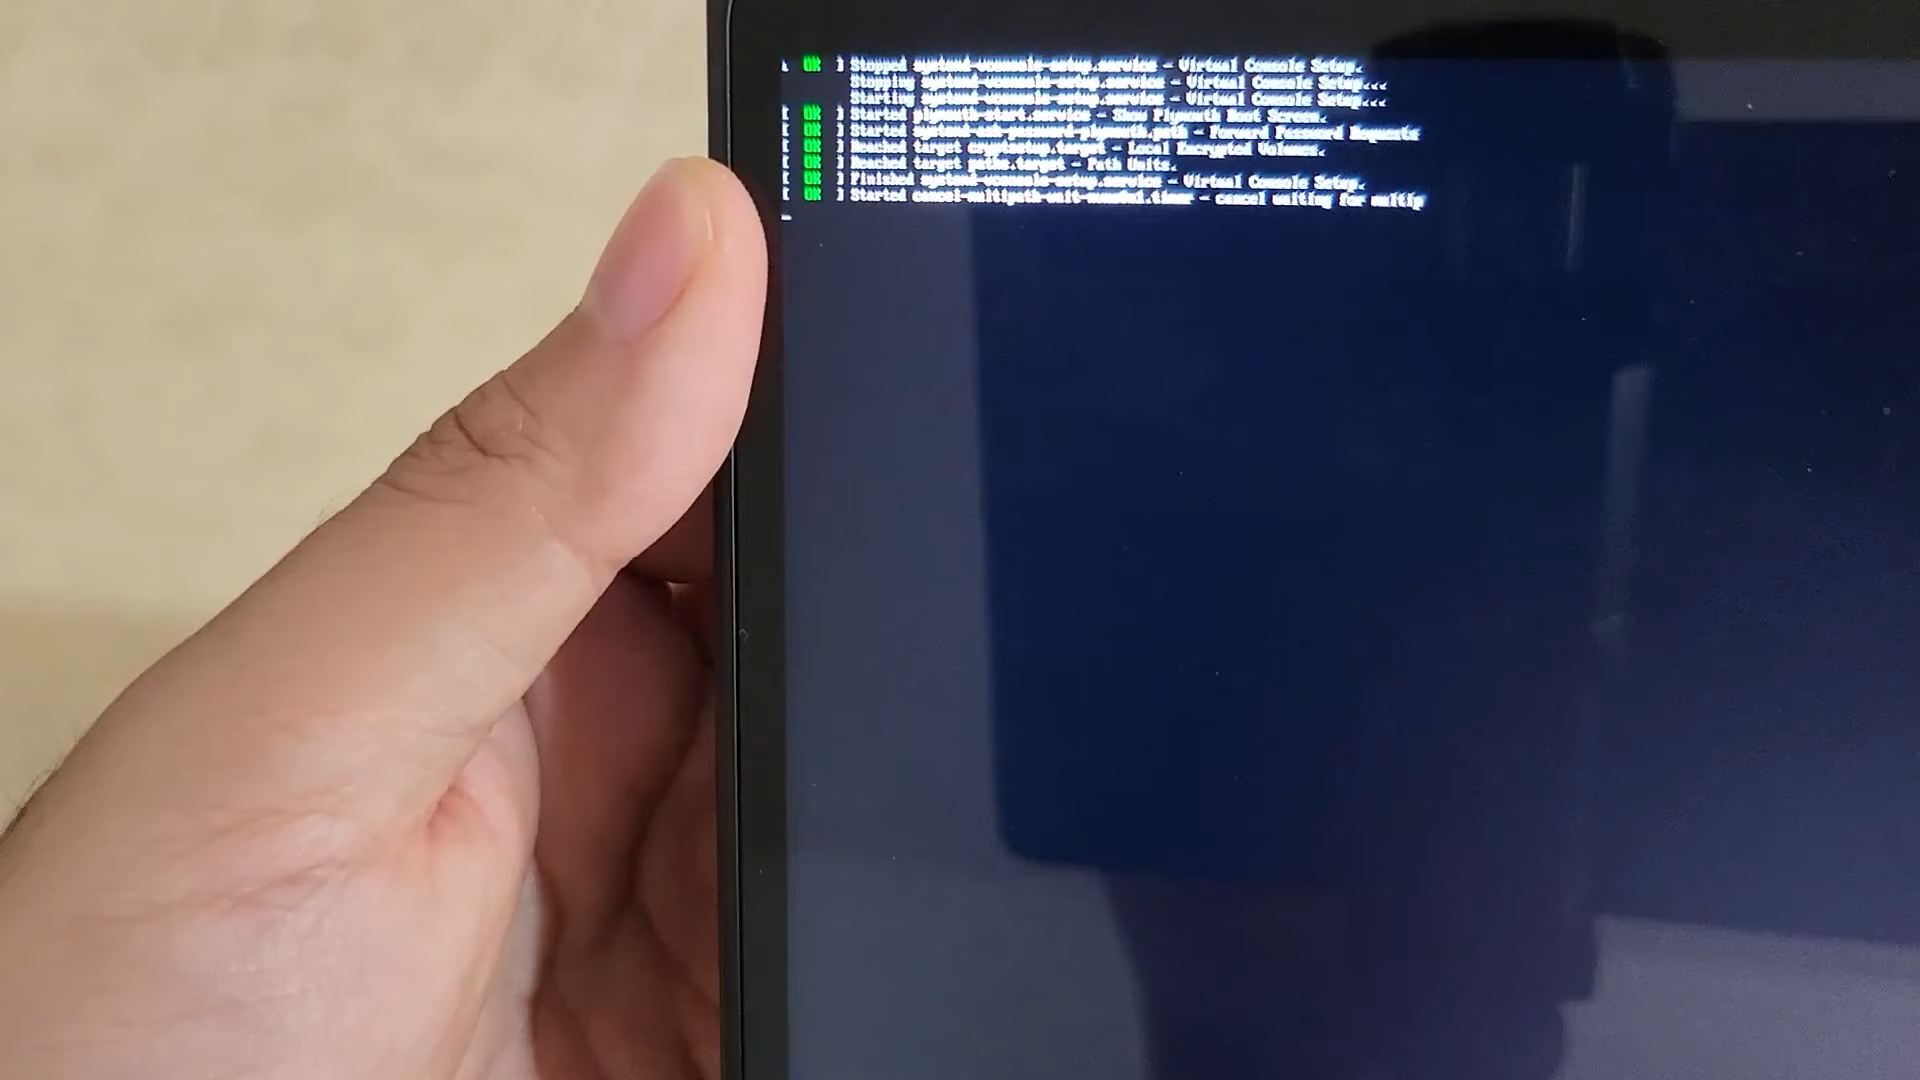 [ OK ] Stopped systemd-vconsole-setup.service - Virtual Console Setup.
Stopping systemd-vconsole-setup.service - Virtual Console Setup...
Starting systemd-vconsole-setup.service - Virtual Console Setup...
[ OK ] Started plymouth-start.service - Show Plymouth Boot Screen.
[ OK ] Started systemd-ask-password-plymouth.path - Forward Password Requests
[ OK ] Reached target cryptsetup.target - Local Encrypted Volumes.
[ OK ] Reached target paths.target - Path Units.
[ OK ] Finished systemd-vconsole-setup.service - Virtual Console Setup.
[ OK ] Started - cancel waiting for multip